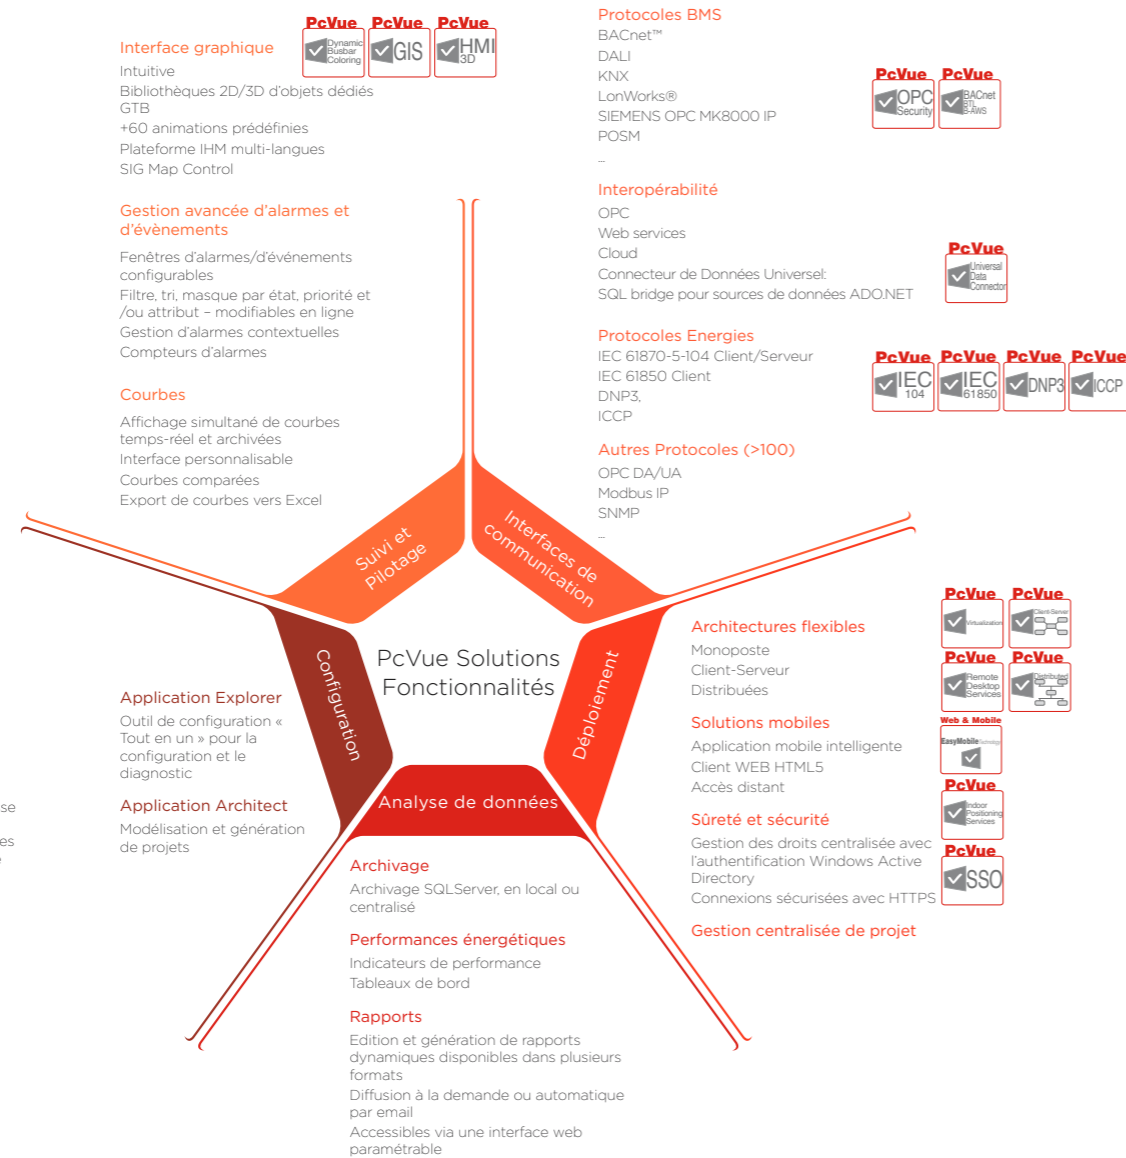 Interface graphique
Intuitive
Bibliothèques 2D/3D d'objets dédiés
GTB
+60 animations prédéfinies
Plateforme IHM multi-langues
SIG Map Control
PcVue
Dynamic
Busbar
Coloring
PcVue
GIS
PcVue
HMI
3D
Gestion avancée d'alarmes et
d'évènements
Fenêtres d'alarmes/d'événements
configurables
Filtre, tri, masque par état, priorité et
/ou attribut – modifiables en ligne
Gestion d'alarmes contextuelles
Compteurs d'alarmes
Courbes
Affichage simultané de courbes
temps-réel et archivées
Interface personnalisable
Courbes comparées
Export de courbes vers Excel
Protocoles BMS
BACnet™
DALI
KNX
LonWorks®
SIEMENS OPC MK8000 IP
POSM
...
PcVue
OPC
Security
PcVue
BACnet
BTL
B-AWS
Interopérabilité
OPC
Web services
Cloud
Connecteur de Données Universel:
SQL bridge pour sources de données ADO.NET
PcVue
Universal
Data
Connector
Protocoles Energies
IEC 61870-5-104 Client/Serveur
IEC 61850 Client
DNP3,
ICCP
PcVue
IEC
104
PcVue
IEC
61850
PcVue
DNP3
PcVue
ICCP
Autres Protocoles (>100)
OPC DA/UA
Modbus IP
SNMP
...
Suivi et
Pilotage
Interfaces de
communication
Configuration
PcVue Solutions
Fonctionnalités
Déploiement
Analyse de données
Application Explorer
Outil de configuration «
Tout en un » pour la
configuration et le
diagnostic
Application Architect
Modélisation et génération
de projets
se
es
Architectures flexibles
Monoposte
Client-Serveur
Distribuées
PcVue
Virtualization
PcVue
Client-Server
PcVue
Remote
Desktop
Services
PcVue
Distributed
Solutions mobiles
Application mobile intelligente
Client WEB HTML5
Accès distant
Web & Mobile
EasyMobile Technology
PcVue
Indoor
Positioning
Services
Sûreté et sécurité
Gestion des droits centralisée avec
l'authentification Windows Active
Directory
Connexions sécurisées avec HTTPS
PcVue
SSO
Gestion centralisée de projet
Archivage
Archivage SQLServer, en local ou
centralisé
Performances énergétiques
Indicateurs de performance
Tableaux de bord
Rapports
Edition et génération de rapports
dynamiques disponibles dans plusieurs
formats
Diffusion à la demande ou automatique
par email
Accessibles via une interface web
paramétrable